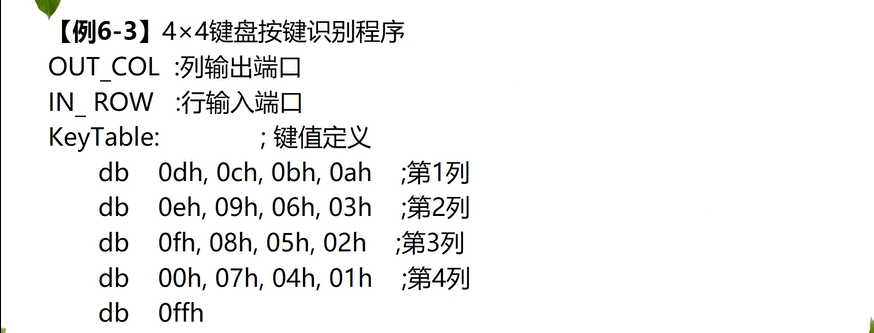 【例6-3】4×4键盘按键识别程序
OUT_COL :列输出端口
IN_ ROW :行输入端口
KeyTable: ; 键值定义
db 0dh, 0ch, 0bh, 0ah ;第1列
db 0eh, 09h, 06h, 03h ;第2列
db 0fh, 08h, 05h, 02h ;第3列
db 00h, 07h, 04h, 01h ;第4列
db 0ffh